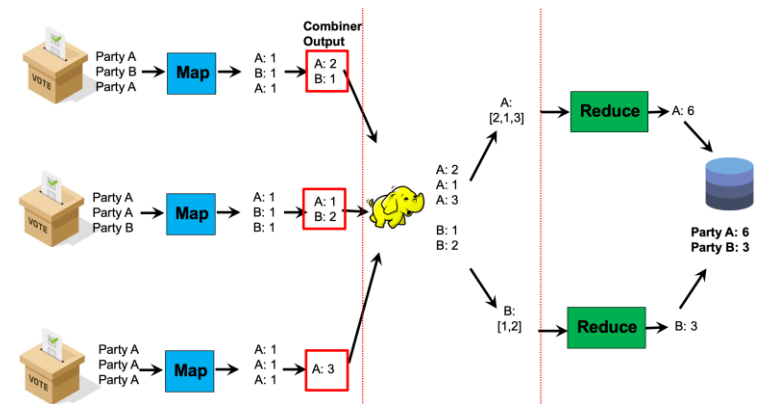 Combiner
Output
VOTE
Party A
Party B
Party A
Map
A: 1
B: 1
A: 1
A: 2
B: 1
VOTE
Party A
Party A
Party B
Map
A: 1
B: 1
B: 1
A: 1
B: 2
VOTE
Party A
Party A
Party A
Map
A: 1
A: 1
A: 1
A: 3
A: 2
A: 1
A: 3
B: 1
B: 2
A:
[2,1,3]
Reduce
A: 6
B:
[1,2]
Reduce
B: 3
Party A: 6
Party B: 3